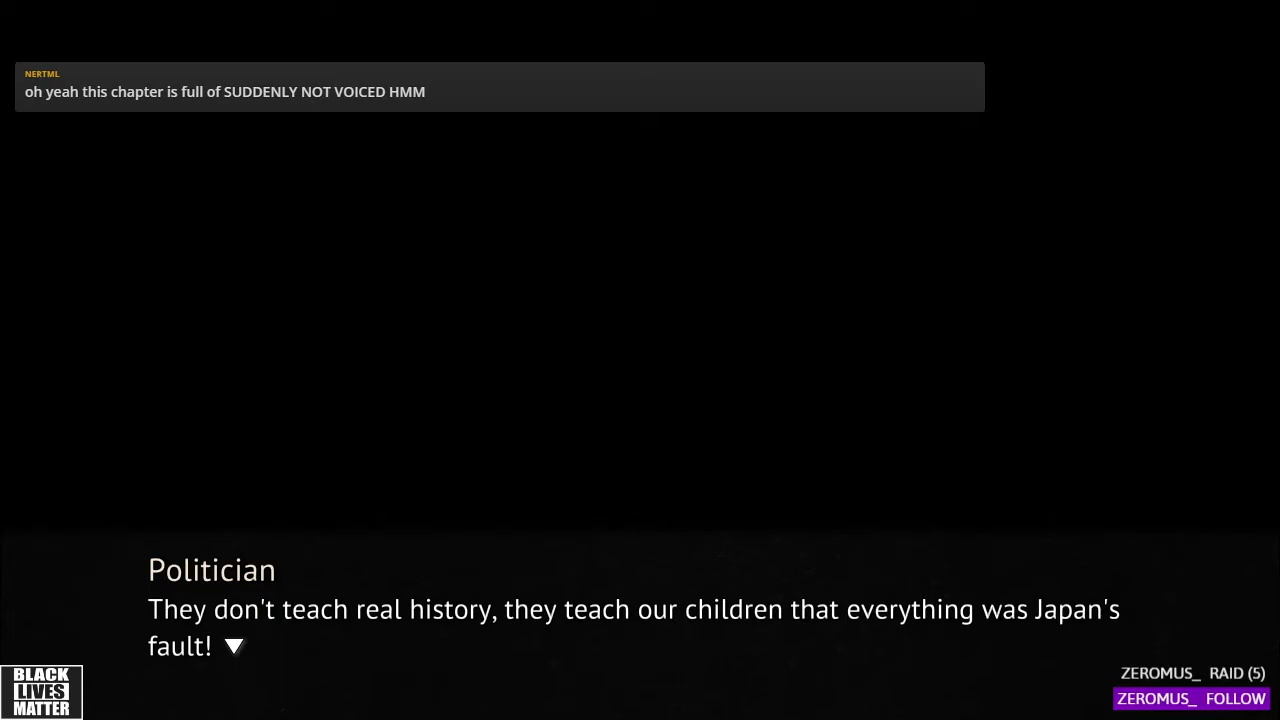 NERTML
oh yeah this chapter is full of SUDDENLY NOT VOICED HMM
Politician
They don't teach real history, they teach our children that everything was Japan's
fault!
BLACK
LIVES
MATTER
ZEROMUS_ RAID (5)
ZEROMUS_ FOLLOW